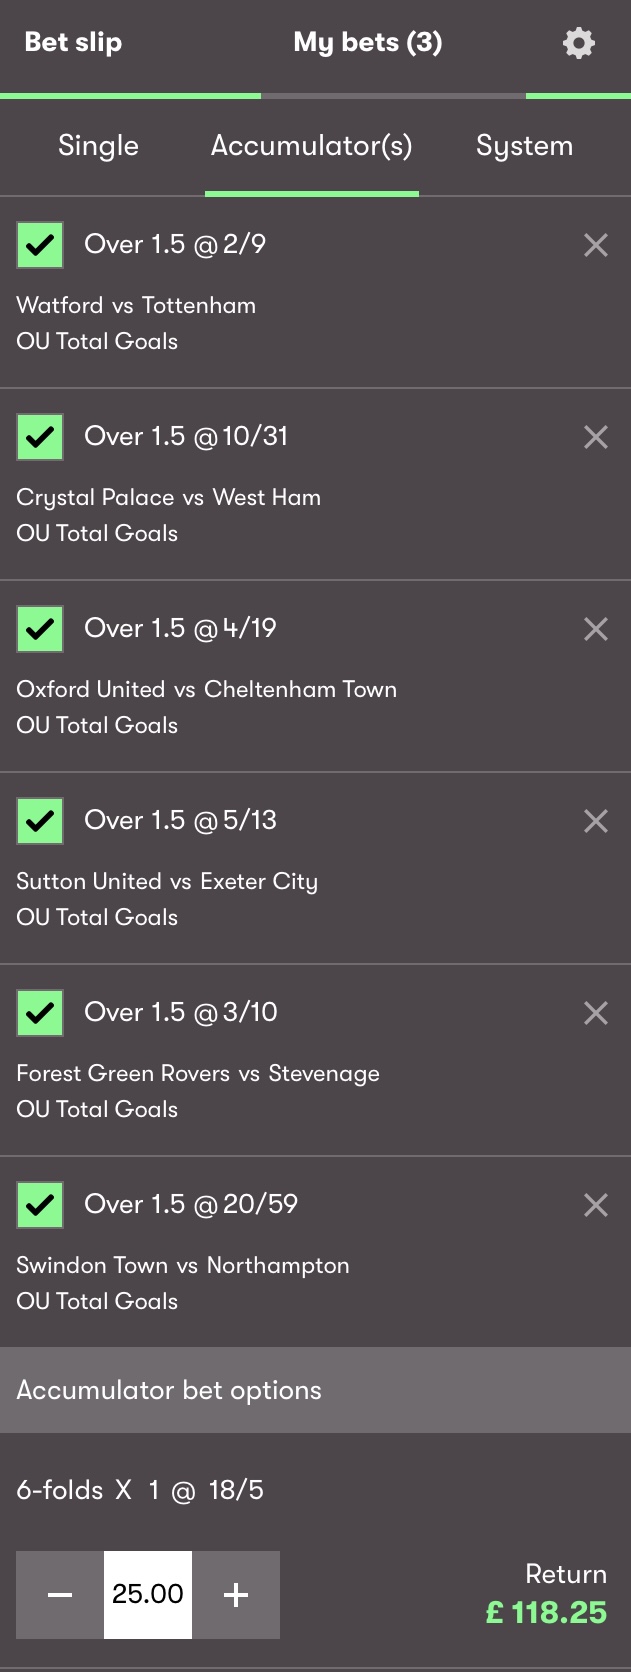 Bet slip My bets (3)
Single Accumulator(s) System
Over 1.5 @ 2/9
Watford vs Tottenham
OU Total Goals
Over 1.5 @ 10/31
Crystal Palace vs West Ham
OU Total Goals
Over 1.5 @ 4/19
Oxford United vs Cheltenham Town
OU Total Goals
Over 1.5 @ 5/13
Sutton United vs Exeter City
OU Total Goals
Over 1.5 @ 3/10
Forest Green Rovers vs Stevenage
OU Total Goals
Over 1.5 @ 20/59
Swindon Town vs Northampton
OU Total Goals
Accumulator bet options
6-folds X 1 @ 18/5
Return
− 25.00 + £ 118.25